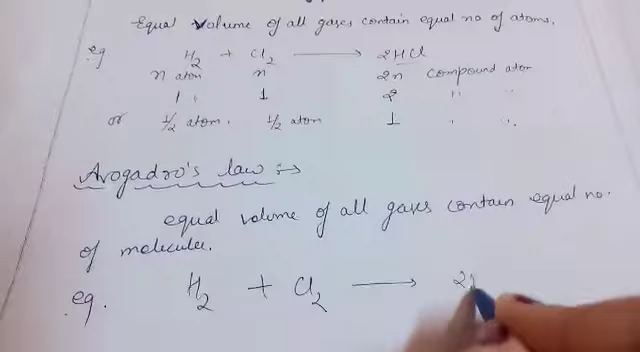 Equal Volume of all gases contain equal no of atoms.
eg H₂ + Cl₂ ⟶ 2HCl
n atom n 2n compound atom
1 " 1 2 " "
or 1/2 atom. 1/2 atom 1 " "
Avogadro's law :→
equal volume of all gases contain equal no.
of molecules.
eg. H₂ + Cl₂ ⟶ 2